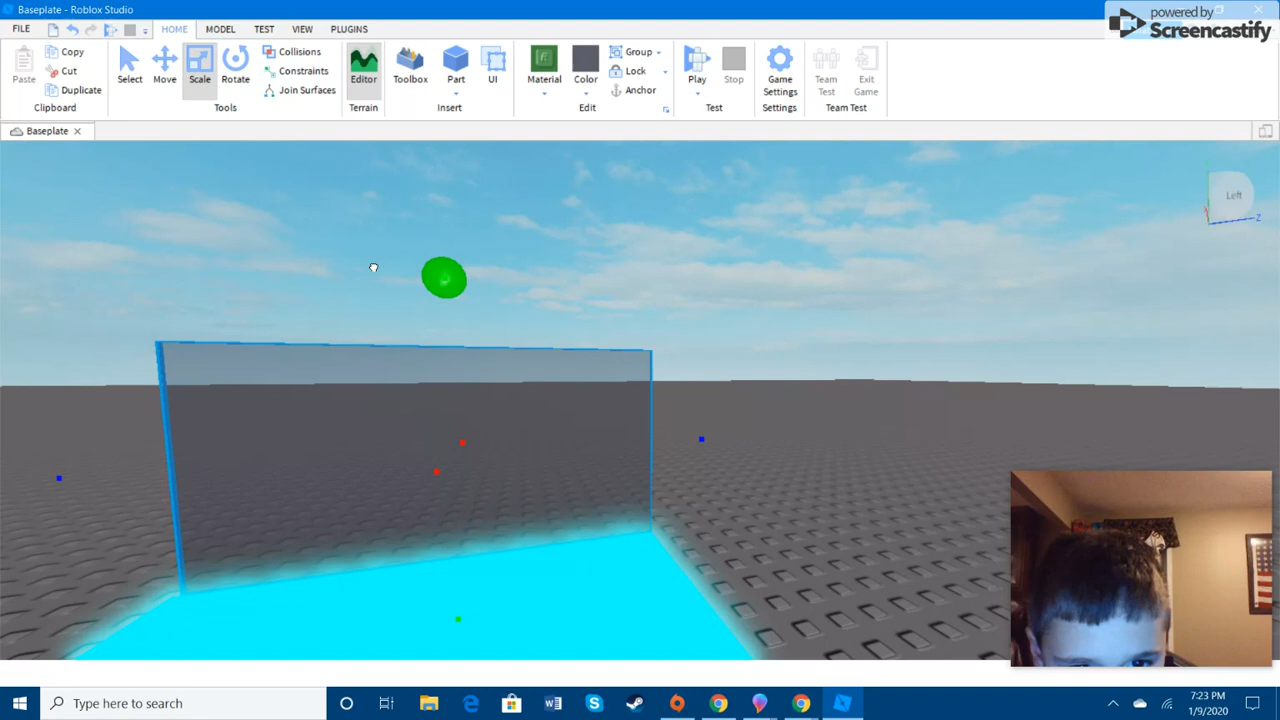 Baseplate - Roblox Studio
powered by
Screencastify
FILE HOME MODEL TEST VIEW PLUGINS
Paste Copy Cut Duplicate Clipboard
Select Move Scale Rotate Collisions Constraints Join Surfaces Tools
Editor Terrain
Toolbox Part UI Insert
Material Color Group Lock Anchor Edit
Play Stop Test
Game Settings Settings
Team Test Exit Game Team Test
Baseplate
Left
Z
Type here to search
7:23 PM
1/9/2020